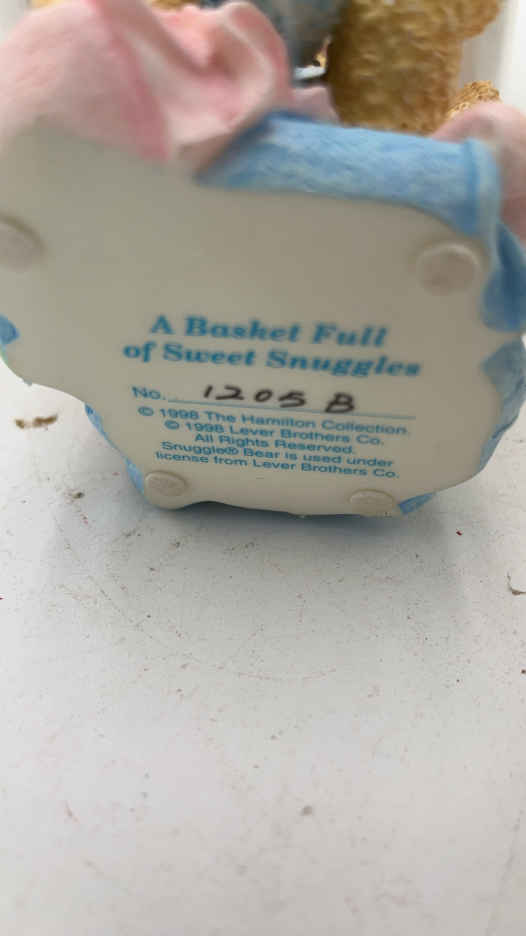 A Basket Full
of Sweet Snuggles
No. 1205 B
© 1998 The Hamilton Collection.
© 1998 Lever Brothers Co.
All Rights Reserved.
Snuggle® Bear is used under
license from Lever Brothers Co.